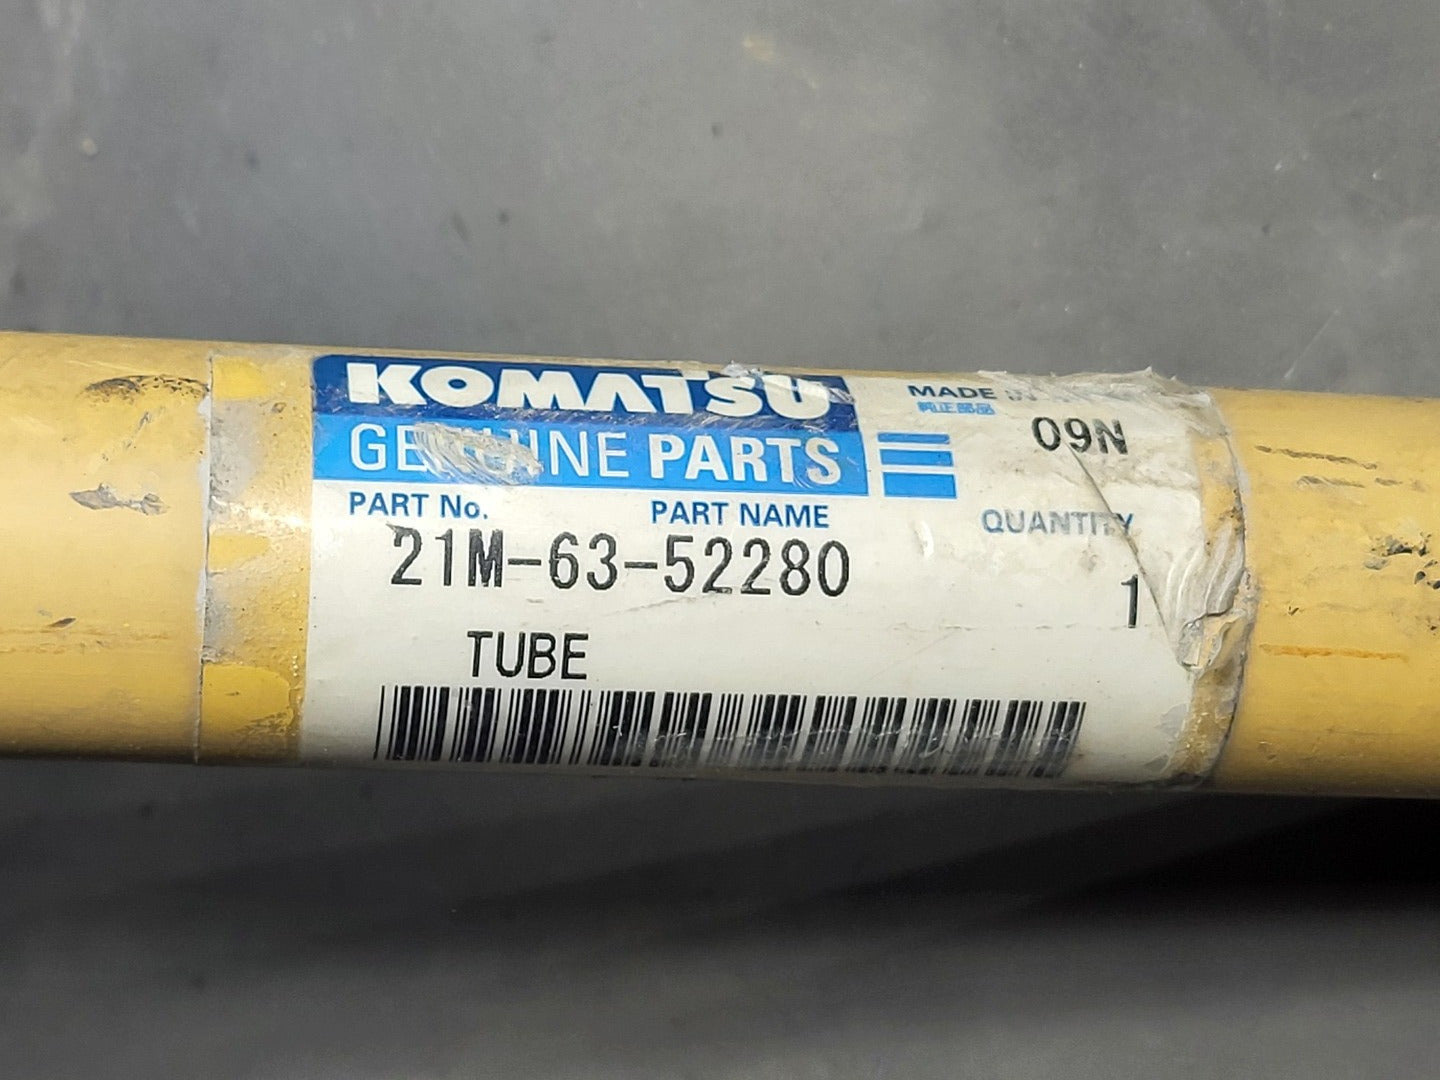 KOMATSU
GENUINE PARTS
MADE IN
純正部品
09N
PART No. PART NAME QUANTITY
21M-63-52280
1
TUBE